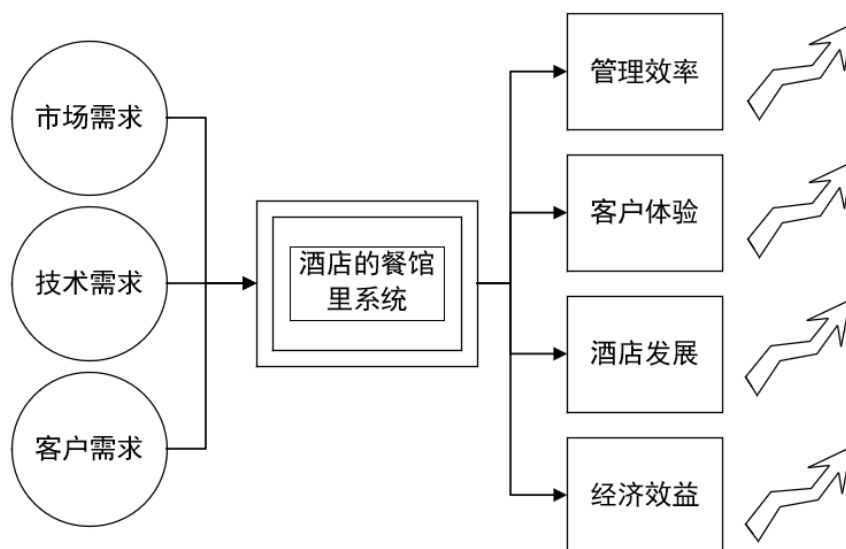 市场需求
技术需求
客户需求
酒店的餐馆
里系统
管理效率
客户体验
酒店发展
经济效益